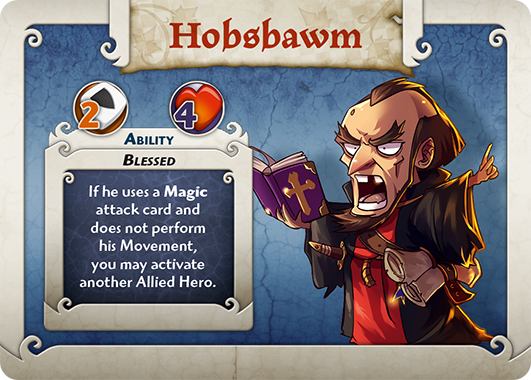 Hobsbawm
2 4
Ability
Blessed
If he uses a Magic
attack card and
does not perform
his Movement,
you may activate
another Allied Hero.